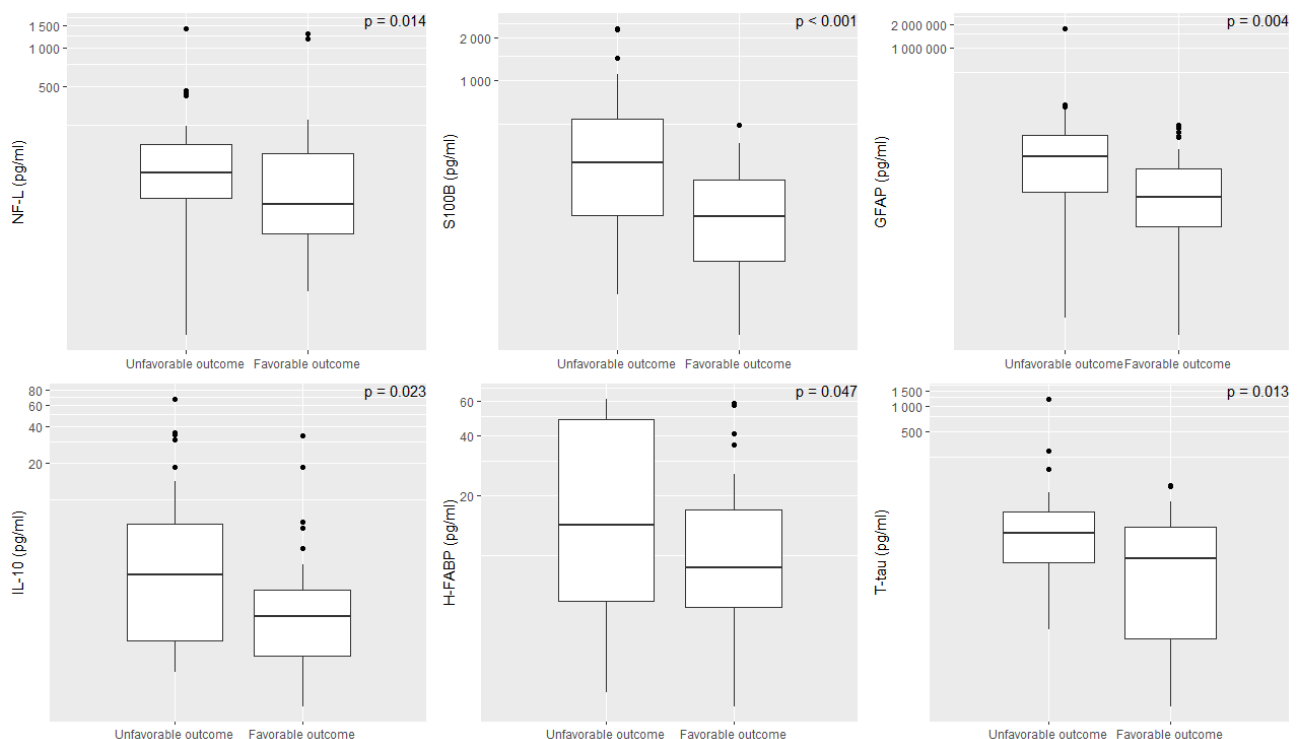 p = 0.014
1 500
1 000
500
NF-L (pg/ml)
Unfavorable outcome Favorable outcome
p < 0.001
2 000
1 000
S100B (pg/ml)
Unfavorable outcome Favorable outcome
p = 0.004
2 000 000
1 000 000
GFAP (pg/ml)
Unfavorable outcome Favorable outcome
p = 0.023
80
60
40
20
IL-10 (pg/ml)
Unfavorable outcome Favorable outcome
p = 0.047
60
40
20
H-FABP (pg/ml)
Unfavorable outcome Favorable outcome
p = 0.013
1 500
1 000
500
T-tau (pg/ml)
Unfavorable outcome Favorable outcome